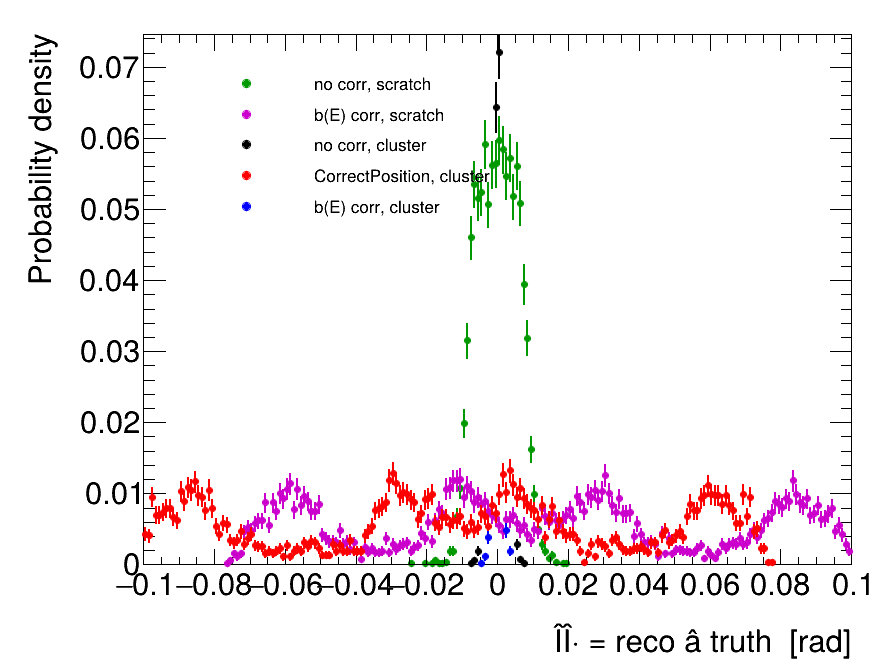 Probability density
0.07
0.06
0.05
0.04
0.03
0.02
0.01
0
no corr, scratch
b(E) corr, scratch
no corr, cluster
CorrectPosition, cluster
b(E) corr, cluster
−0.1 −0.08 −0.06 −0.04 −0.02 0 0.02 0.04 0.06 0.08 0.1
ÎÎ· = reco â truth [rad]